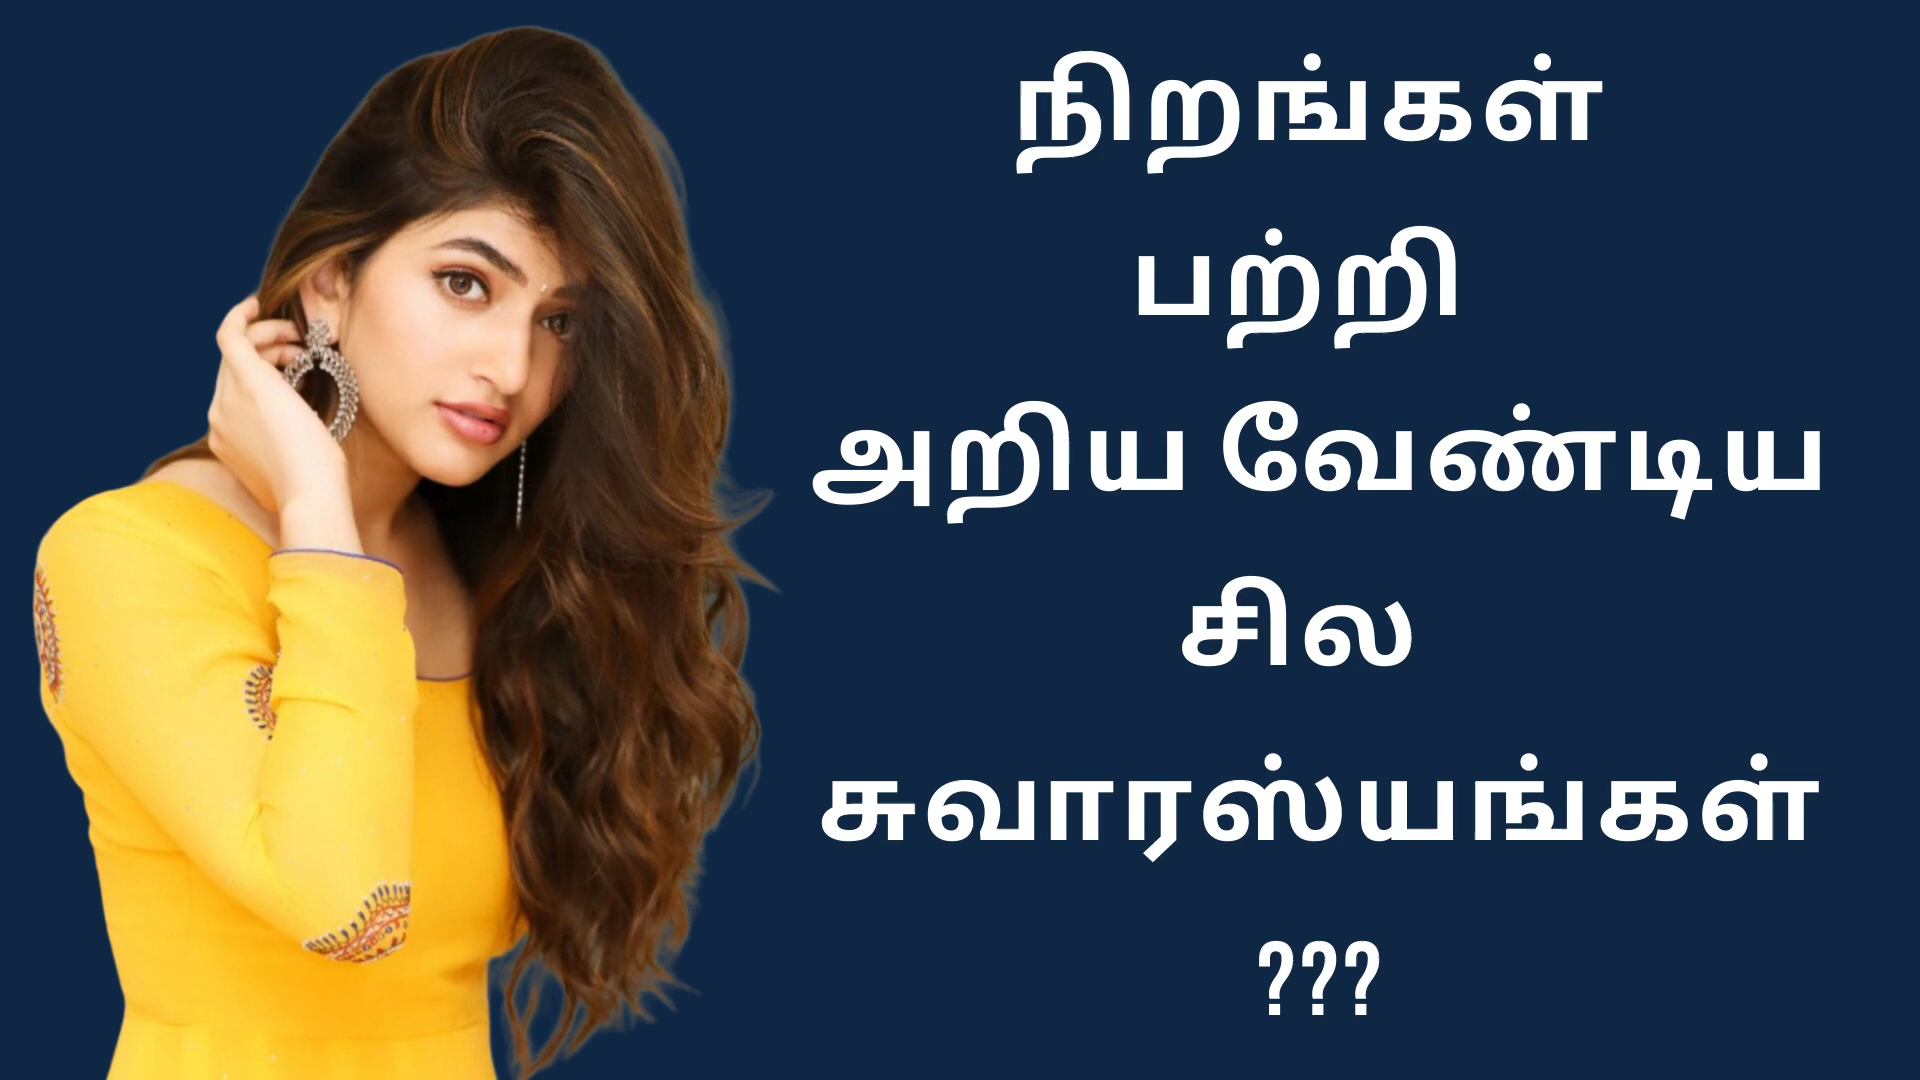 நிறங்கள்
பற்றி
அறிய வேண்டிய
சில
சுவாரஸ்யங்கள்
???